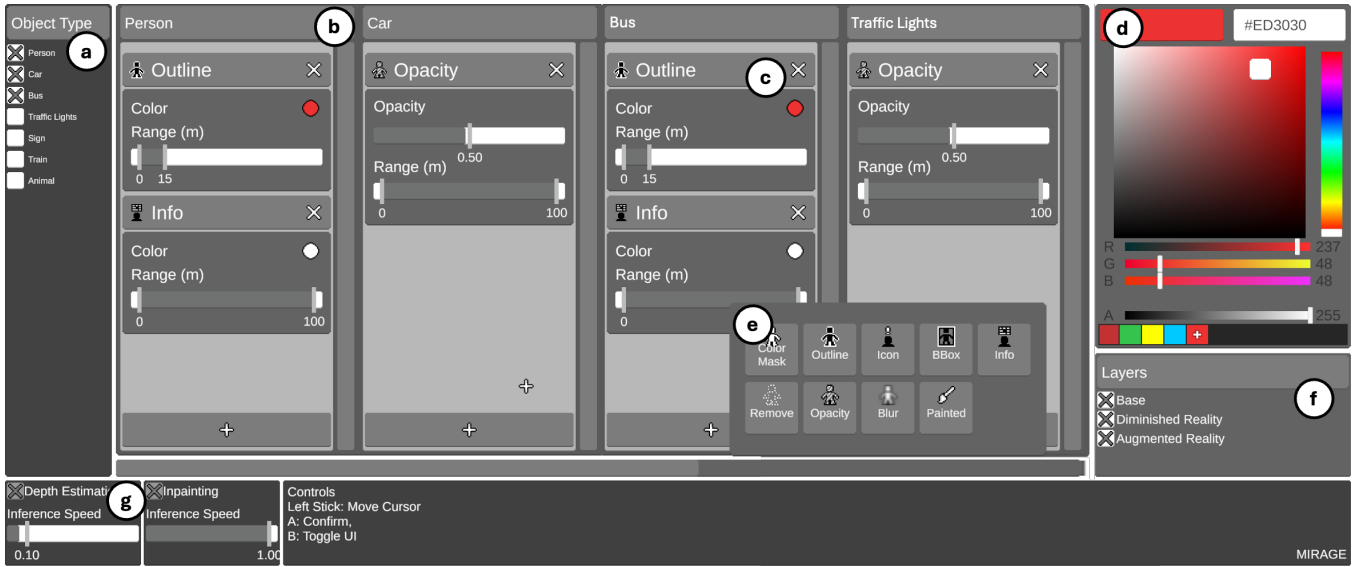 Object Type
a
Person
Car
Bus
Traffic Lights
Sign
Train
Animal
Person
b
Car
Bus
Traffic Lights
Outline
Color
Range (m)
0 15
Info
Color
Range (m)
0 100
+
Opacity
Opacity
0.50
Range (m)
0 100
+
Outline
c
Color
Range (m)
0 15
Info
Color
Range (m)
0
+
Opacity
Opacity
0.50
Range (m)
0 100
e
Color
Mask
Outline
Icon
BBox
Info
Remove
Opacity
Blur
Painted
d
#ED3030
R 237
G 48
B 48
A 255
+
Layers
f
Base
Diminished Reality
Augmented Reality
Depth Estimati
g
Inference Speed
0.10
Inpainting
Inference Speed
1.00
Controls
Left Stick: Move Cursor
A: Confirm,
B: Toggle UI
MIRAGE